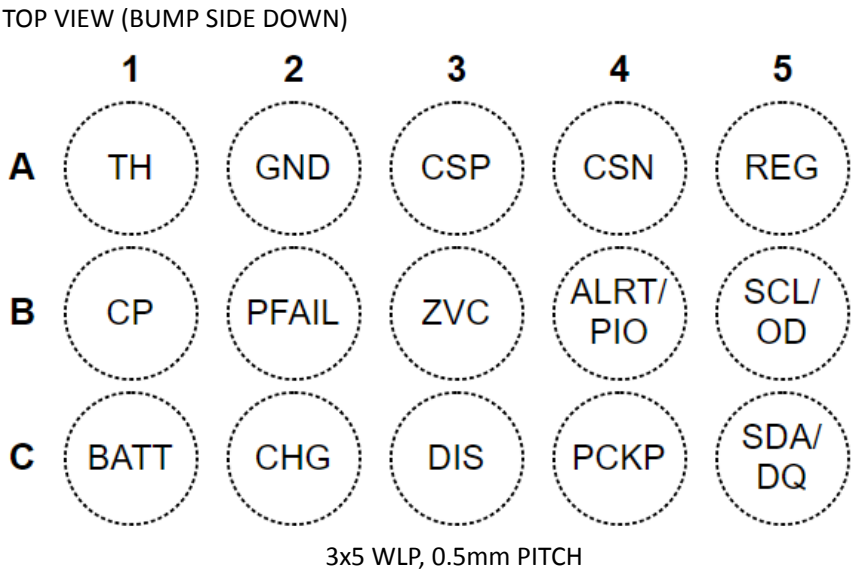 TOP VIEW (BUMP SIDE DOWN)
1 2 3 4 5
A TH GND CSP CSN REG
B CP PFAIL ZVC ALRT/ PIO SCL/ OD
C BATT CHG DIS PCKP SDA/ DQ
3x5 WLP, 0.5mm PITCH